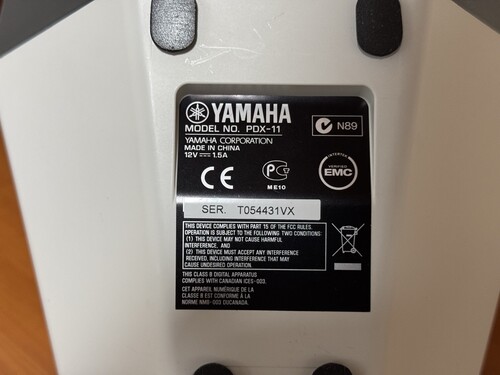 YAMAHA
MODEL NO. PDX-11
YAMAHA CORPORATION
MADE IN CHINA
12V 1.5A
N89
CE
PC
ME10
VERIFIED
EMC
SER. T054431VX
THIS DEVICE COMPLIES WITH PART 15 OF THE FCC RULES.
OPERATION IS SUBJECT TO THE FOLLOWING TWO CONDITIONS:
(1) THIS DEVICE MAY NOT CAUSE HARMFUL
INTERFERENCE, AND
(2) THIS DEVICE MUST ACCEPT ANY INTERFERENCE
RECEIVED, INCLUDING INTERFERENCE THAT MAY
CAUSE UNDESIRED OPERATION.
THIS CLASS B DIGITAL APPARATUS
COMPLIES WITH CANADIAN ICES-003.
CET APPAREIL NUMÉRIQUE DE LA
CLASSE B EST CONFORME À LA
NORME NMB-003 DUCANADA.